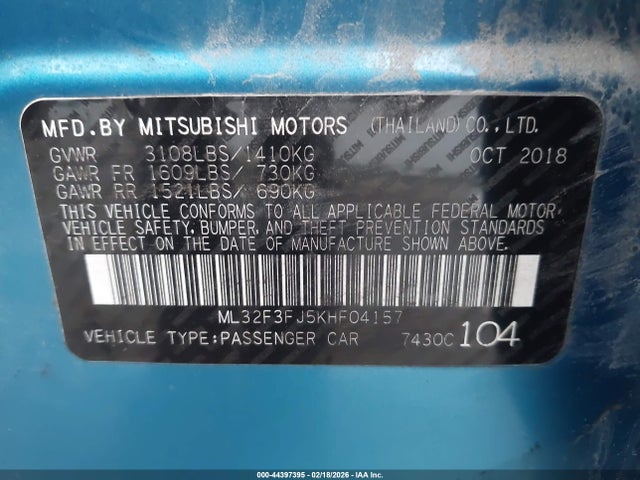 MFD.BY MITSUBISHI MOTORS (THAILAND)CO.,LTD.
GVWR 3108LBS/1410KG OCT 2018
GAWR FR 1609LBS/ 730KG
GAWR RR 1521LBS/ 690KG
THIS VEHICLE CONFORMS TO ALL APPLICABLE FEDERAL MOTOR
VEHICLE SAFETY, BUMPER, AND THEFT PREVENTION STANDARDS
IN EFFECT ON THE DATE OF MANUFACTURE SHOWN ABOVE.
ML32F3FJ5KHF04157
VEHICLE TYPE:PASSENGER CAR 7430C 104
000-44397395 - 02/18/2026 - IAA Inc.